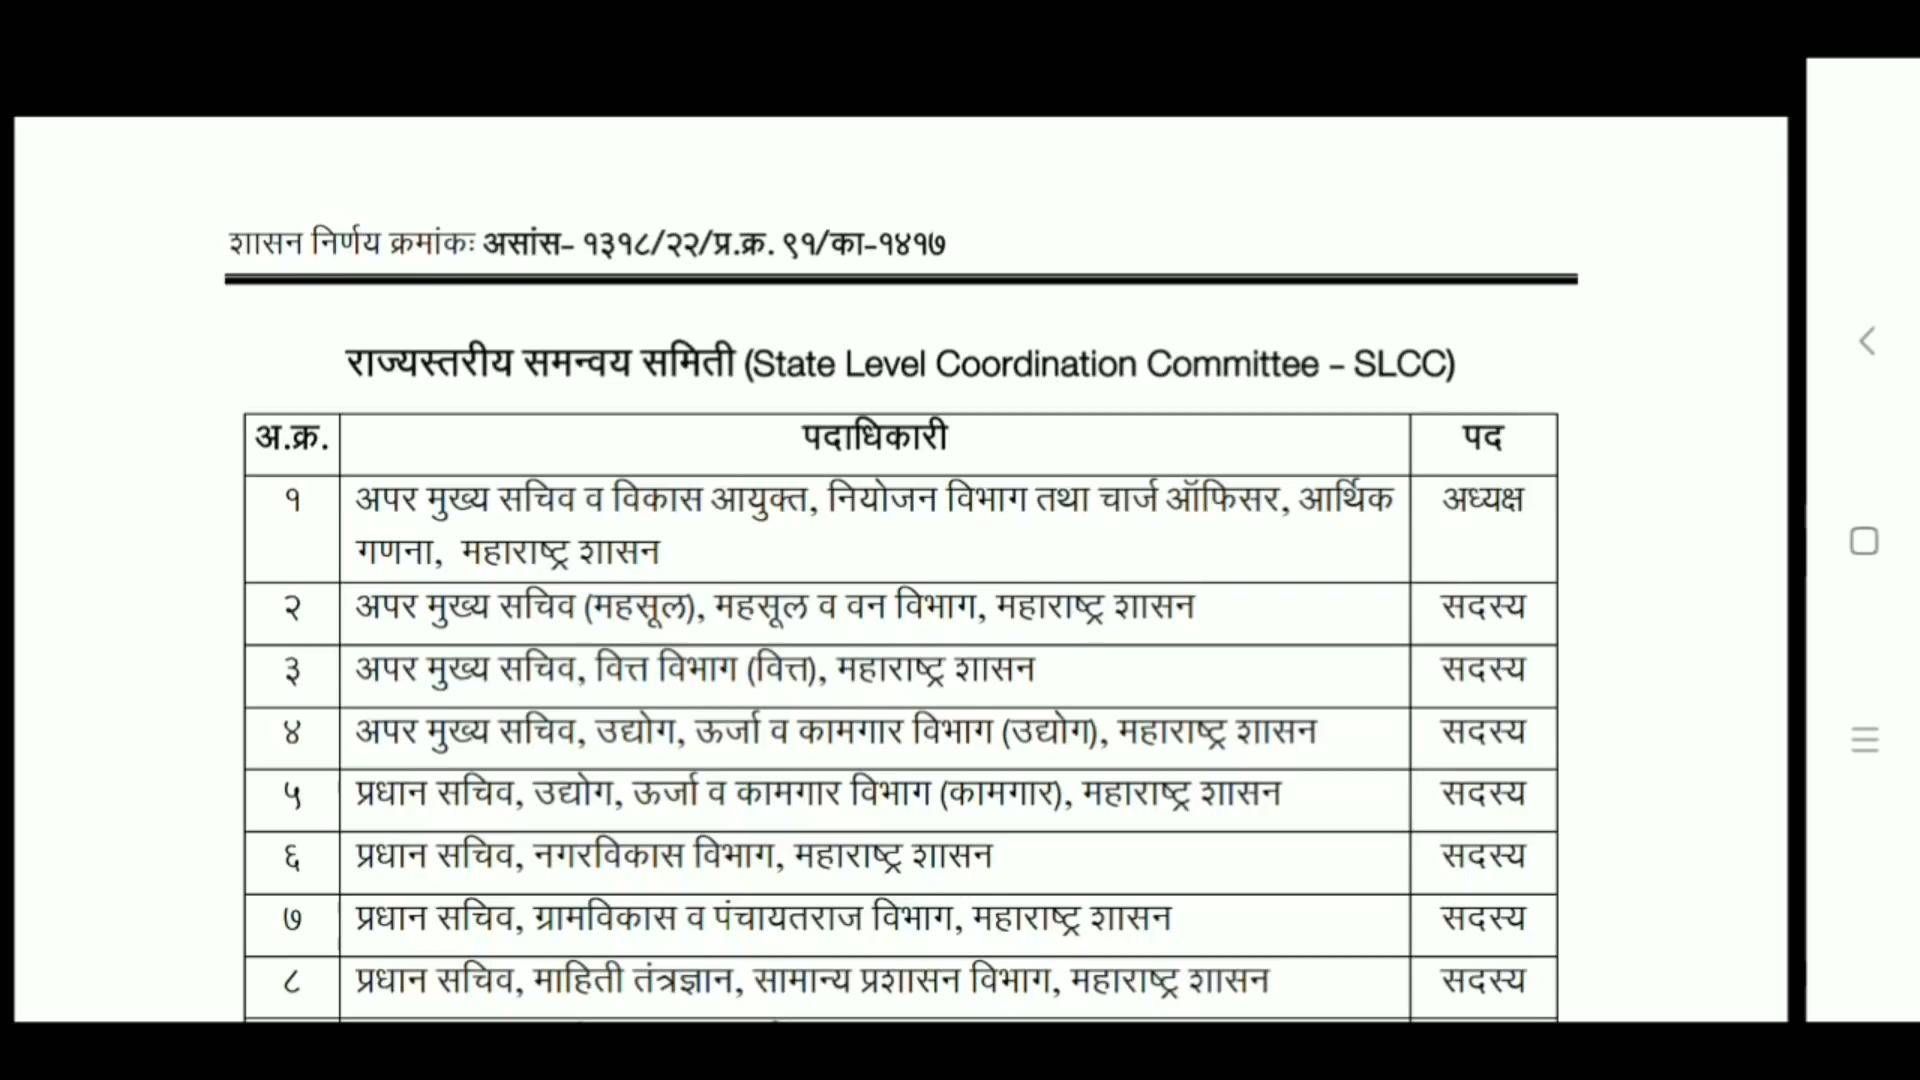 शासन निर्णय क्रमांकः असांस- १३१८/२२/प्र.क्र. ९१/का-१४१७
राज्यस्तरीय समन्वय समिती (State Level Coordination Committee – SLCC)
अ.क्र. पदाधिकारी पद
१ अपर मुख्य सचिव व विकास आयुक्त, नियोजन विभाग तथा चार्ज ऑफिसर, आर्थिक अध्यक्ष
गणना, महाराष्ट्र शासन
२ अपर मुख्य सचिव (महसूल), महसूल व वन विभाग, महाराष्ट्र शासन सदस्य
३ अपर मुख्य सचिव, वित्त विभाग (वित्त), महाराष्ट्र शासन सदस्य
४ अपर मुख्य सचिव, उद्योग, ऊर्जा व कामगार विभाग (उद्योग), महाराष्ट्र शासन सदस्य
५ प्रधान सचिव, उद्योग, ऊर्जा व कामगार विभाग (कामगार), महाराष्ट्र शासन सदस्य
६ प्रधान सचिव, नगरविकास विभाग, महाराष्ट्र शासन सदस्य
७ प्रधान सचिव, ग्रामविकास व पंचायतराज विभाग, महाराष्ट्र शासन सदस्य
८ प्रधान सचिव, माहिती तंत्रज्ञान, सामान्य प्रशासन विभाग, महाराष्ट्र शासन सदस्य